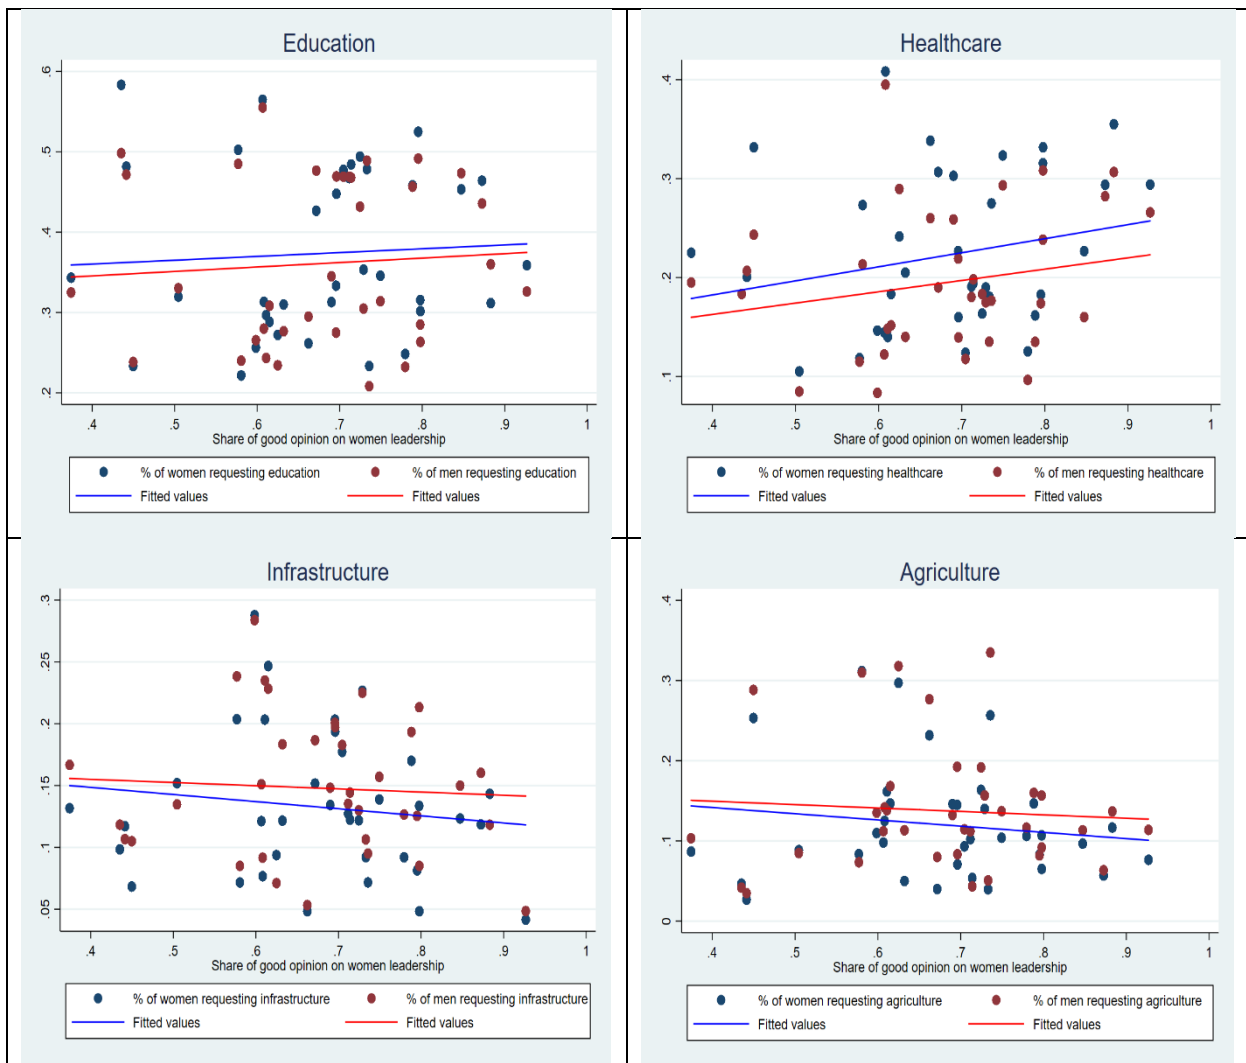 Education
.6
.5
.4
.3
.2
.4 .5 .6 .7 .8 .9 1
Share of good opinion on women leadership
% of women requesting education % of men requesting education
Fitted values Fitted values
Healthcare
.4
.3
.2
.1
.4 .5 .6 .7 .8 .9 1
Share of good opinion on women leadership
% of women requesting healthcare % of men requesting healthcare
Fitted values Fitted values
Infrastructure
.3
.25
.2
.15
.1
.05
.4 .5 .6 .7 .8 .9 1
Share of good opinion on women leadership
% of women requesting infrastructure % of men requesting infrastructure
Fitted values Fitted values
Agriculture
.4
.3
.2
.1
0
.4 .5 .6 .7 .8 .9 1
Share of good opinion on women leadership
% of women requesting agriculture % of men requesting agriculture
Fitted values Fitted values